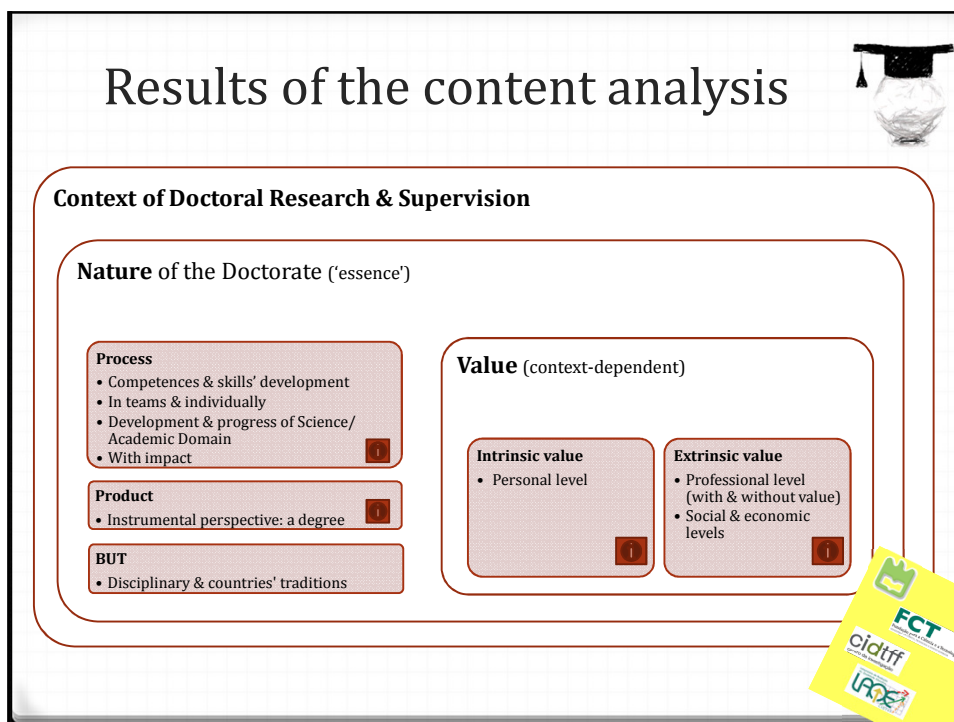 Results of the content analysis
Context of Doctoral Research & Supervision
Nature of the Doctorate (‘essence')
Process
• Competences & skills’ development
• In teams & individually
• Development & progress of Science/
Academic Domain
• With impact
i
Product
• Instrumental perspective: a degree
i
BUT
• Disciplinary & countries' traditions
Value (context-dependent)
Intrinsic value
• Personal level
i
Extrinsic value
• Professional level
(with & without value)
• Social & economic
levels
i
FCT
cidtff